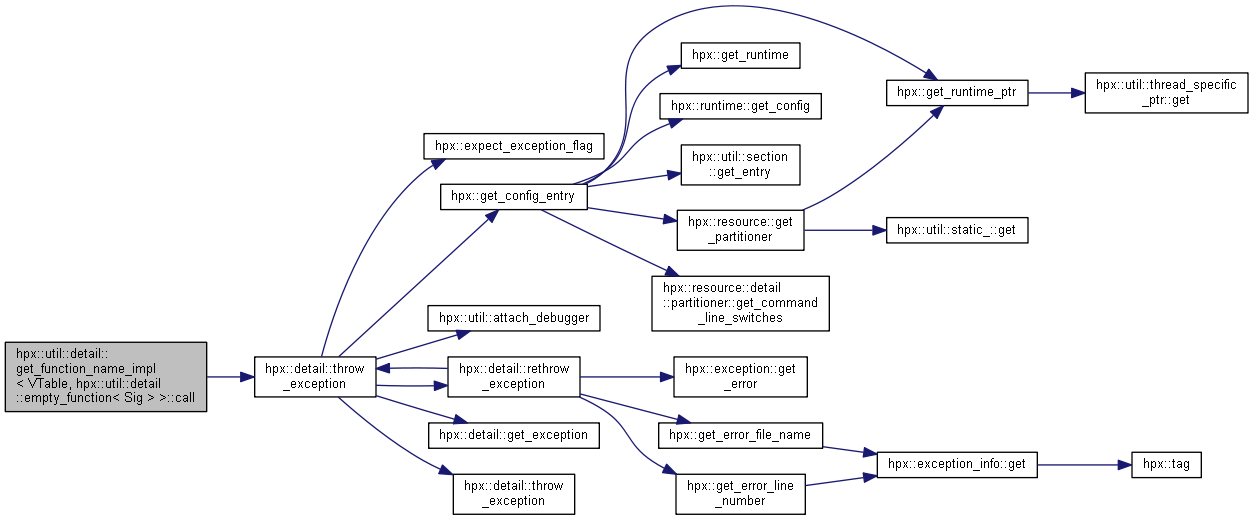 hpx::util::detail::
get_function_name_impl
< VTable, hpx::util::detail
::empty_function< Sig > >::call
hpx::detail::throw
_exception
hpx::expect_exception_flag
hpx::get_config_entry
hpx::util::attach_debugger
hpx::detail::rethrow
_exception
hpx::detail::get_exception
hpx::detail::throw
_exception
hpx::get_runtime
hpx::runtime::get_config
hpx::util::section
::get_entry
hpx::resource::get
_partitioner
hpx::resource::detail
::partitioner::get_command
_line_switches
hpx::exception::get
_error
hpx::get_error_file_name
hpx::get_error_line
_number
hpx::get_runtime_ptr
hpx::util::static_::get
hpx::exception_info::get
hpx::util::thread_specific
_ptr::get
hpx::tag